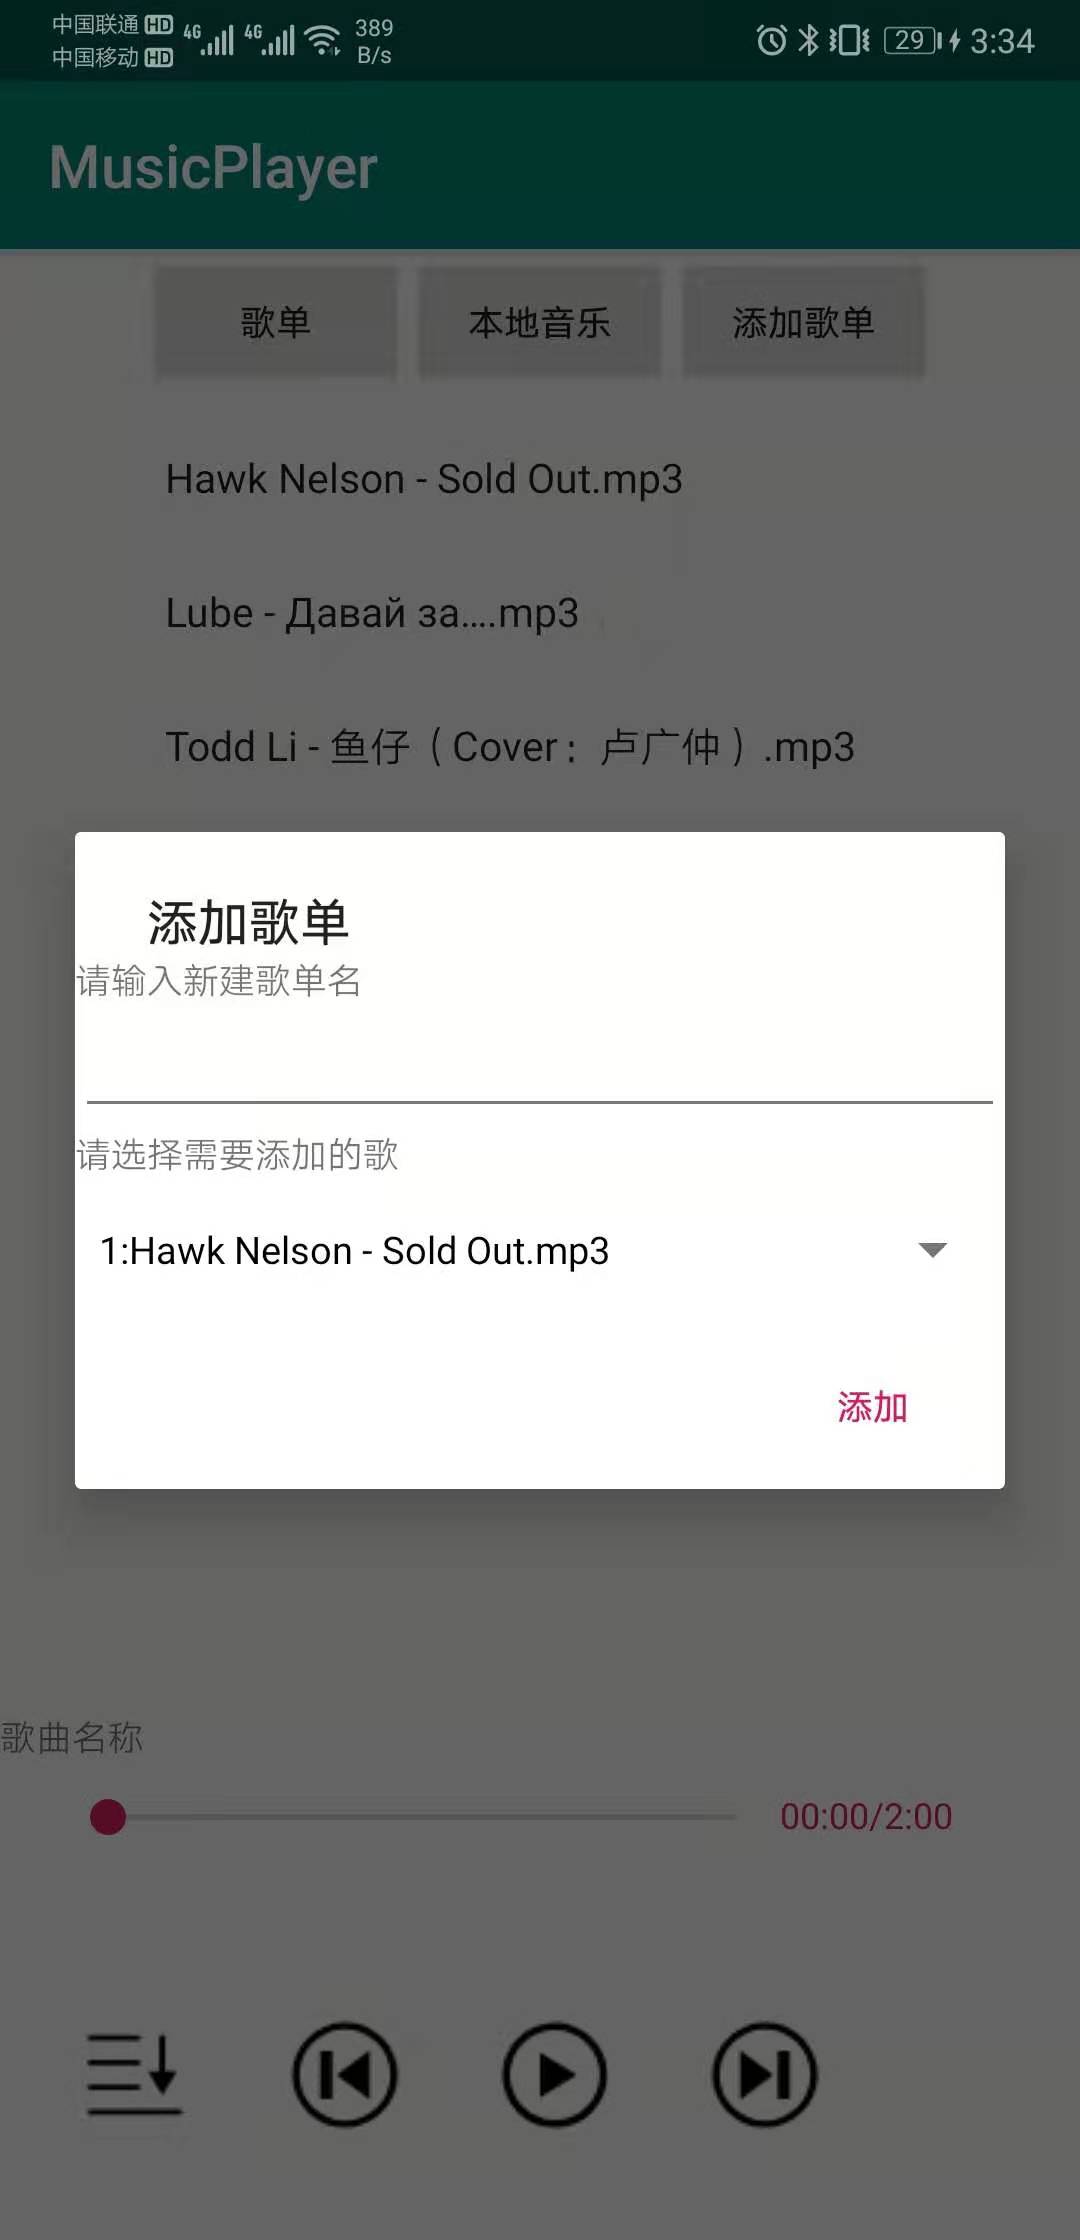 中国联通 HD 4G 4G 389 B/s 29 3:34
中国移动 HD
MusicPlayer
歌单 本地音乐 添加歌单
Hawk Nelson - Sold Out.mp3
Lube - Давай за....mp3
Todd Li - 鱼仔（Cover：卢广仲）.mp3
添加歌单
请输入新建歌单名
请选择需要添加的歌
1:Hawk Nelson - Sold Out.mp3
添加
歌曲名称
00:00/2:00